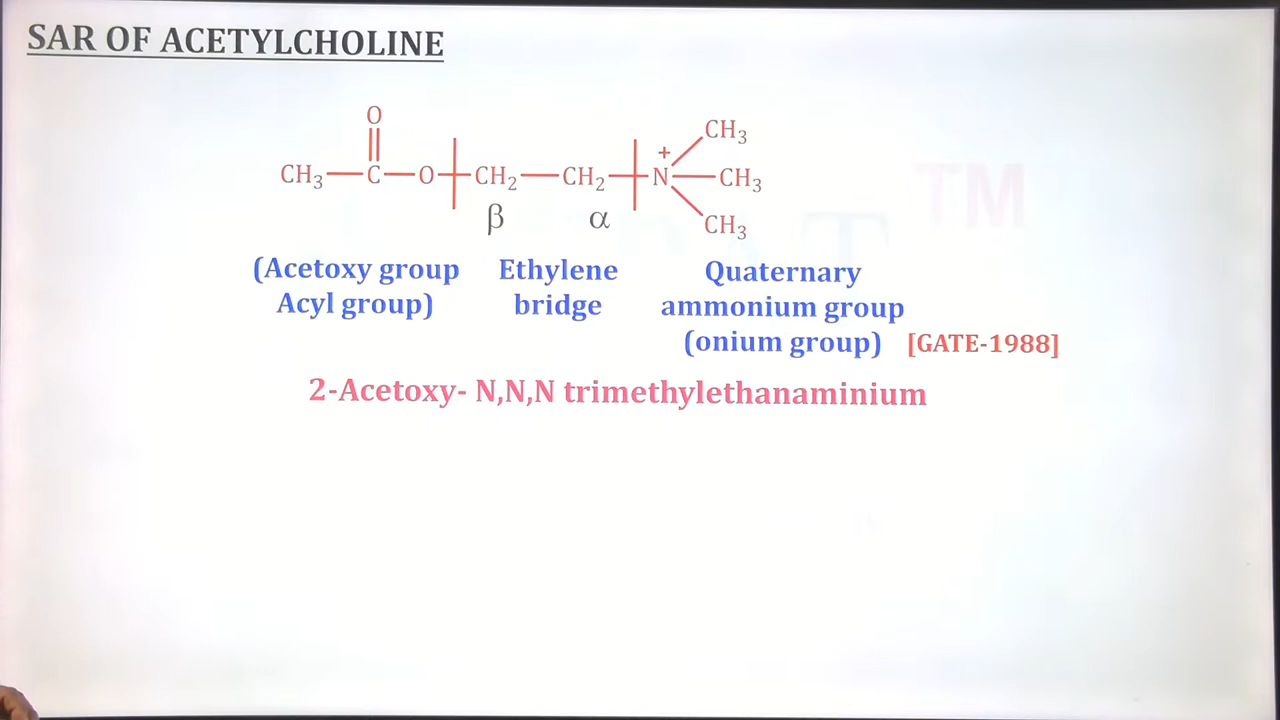 SAR OF ACETYLCHOLINE
O
CH3 C O CH2 CH2 N + CH3
CH3
CH3
β α
(Acetoxy group Ethylene Quaternary
Acyl group) bridge ammonium group
(onium group) [GATE-1988]
2-Acetoxy- N,N,N trimethylethanaminium
MT